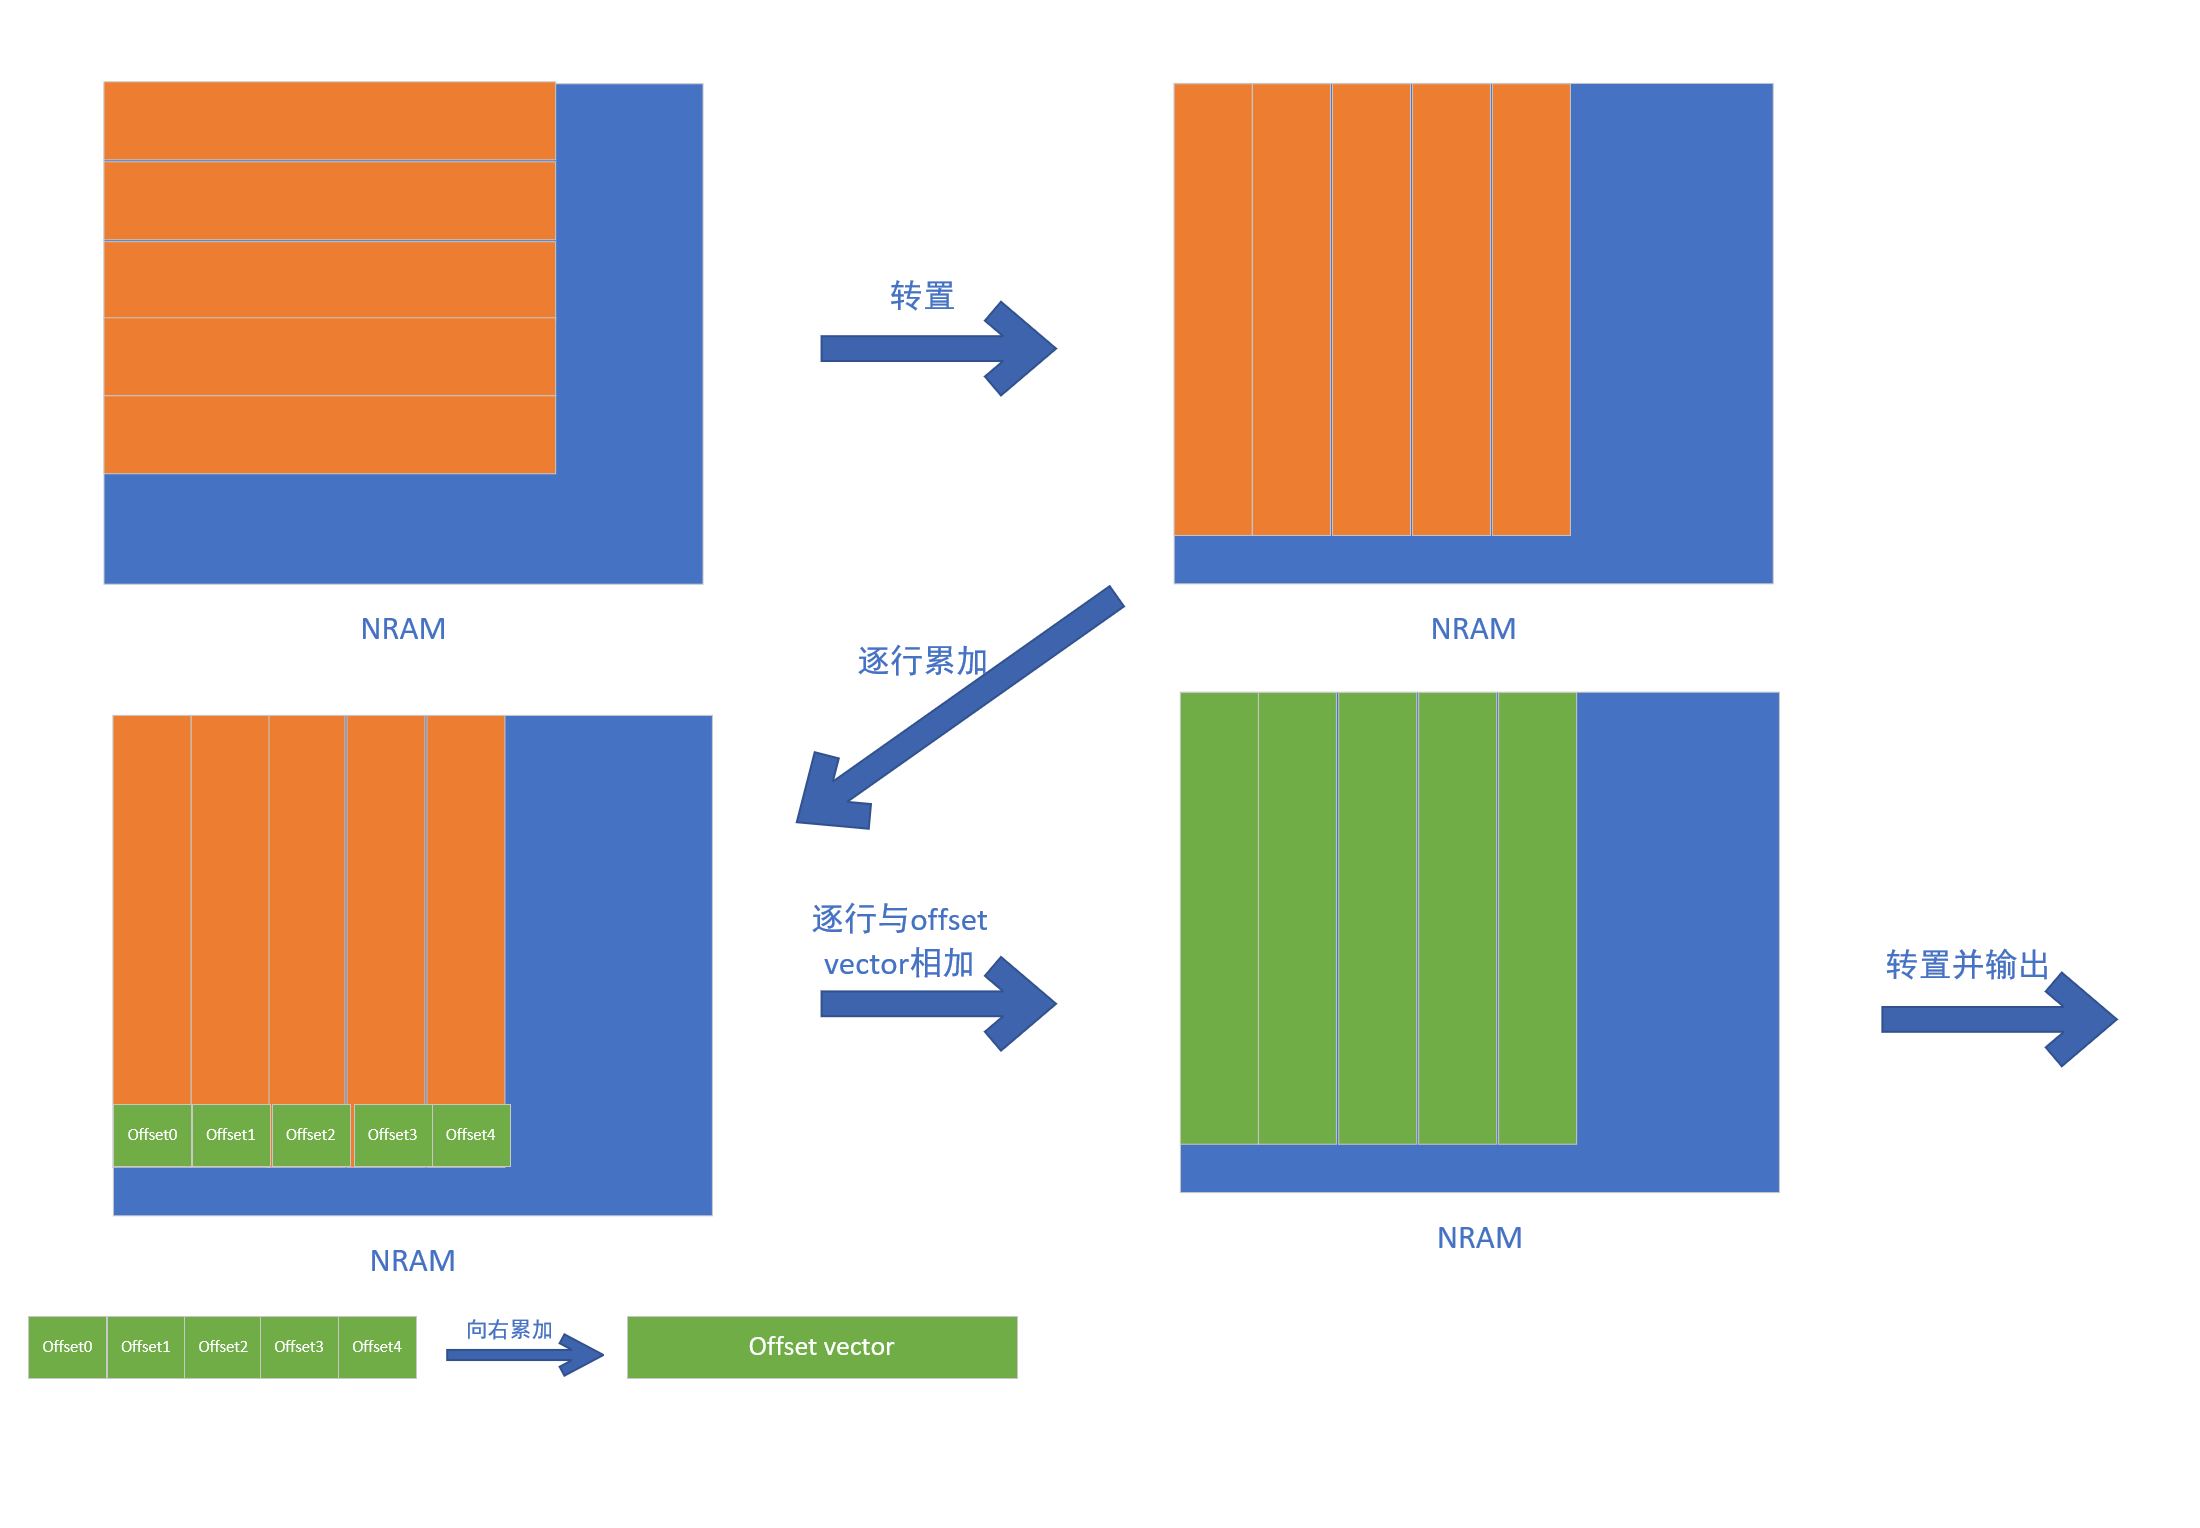 转置
NRAM
NRAM
逐行累加
逐行与offset
vector相加
转置并输出
Offset0 Offset1 Offset2 Offset3 Offset4
NRAM
NRAM
Offset0 Offset1 Offset2 Offset3 Offset4
向右累加
Offset vector